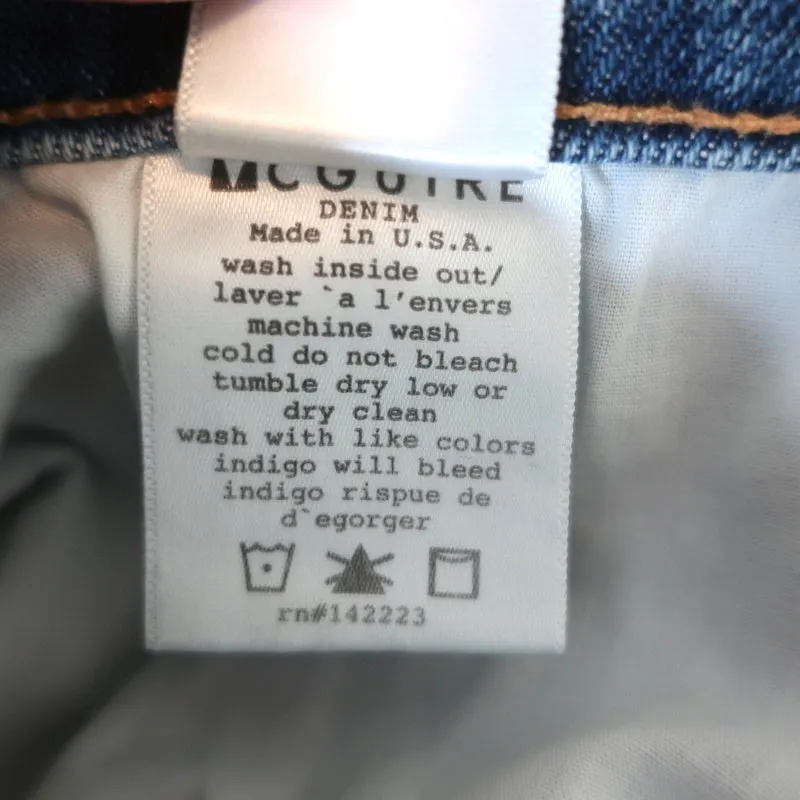 McGUIRE
DENIM
Made in U.S.A.
wash inside out/
laver `a l'envers
machine wash
cold do not bleach
tumble dry low or
dry clean
wash with like colors
indigo will bleed
indigo rispue de
d`egorger
rn#142223